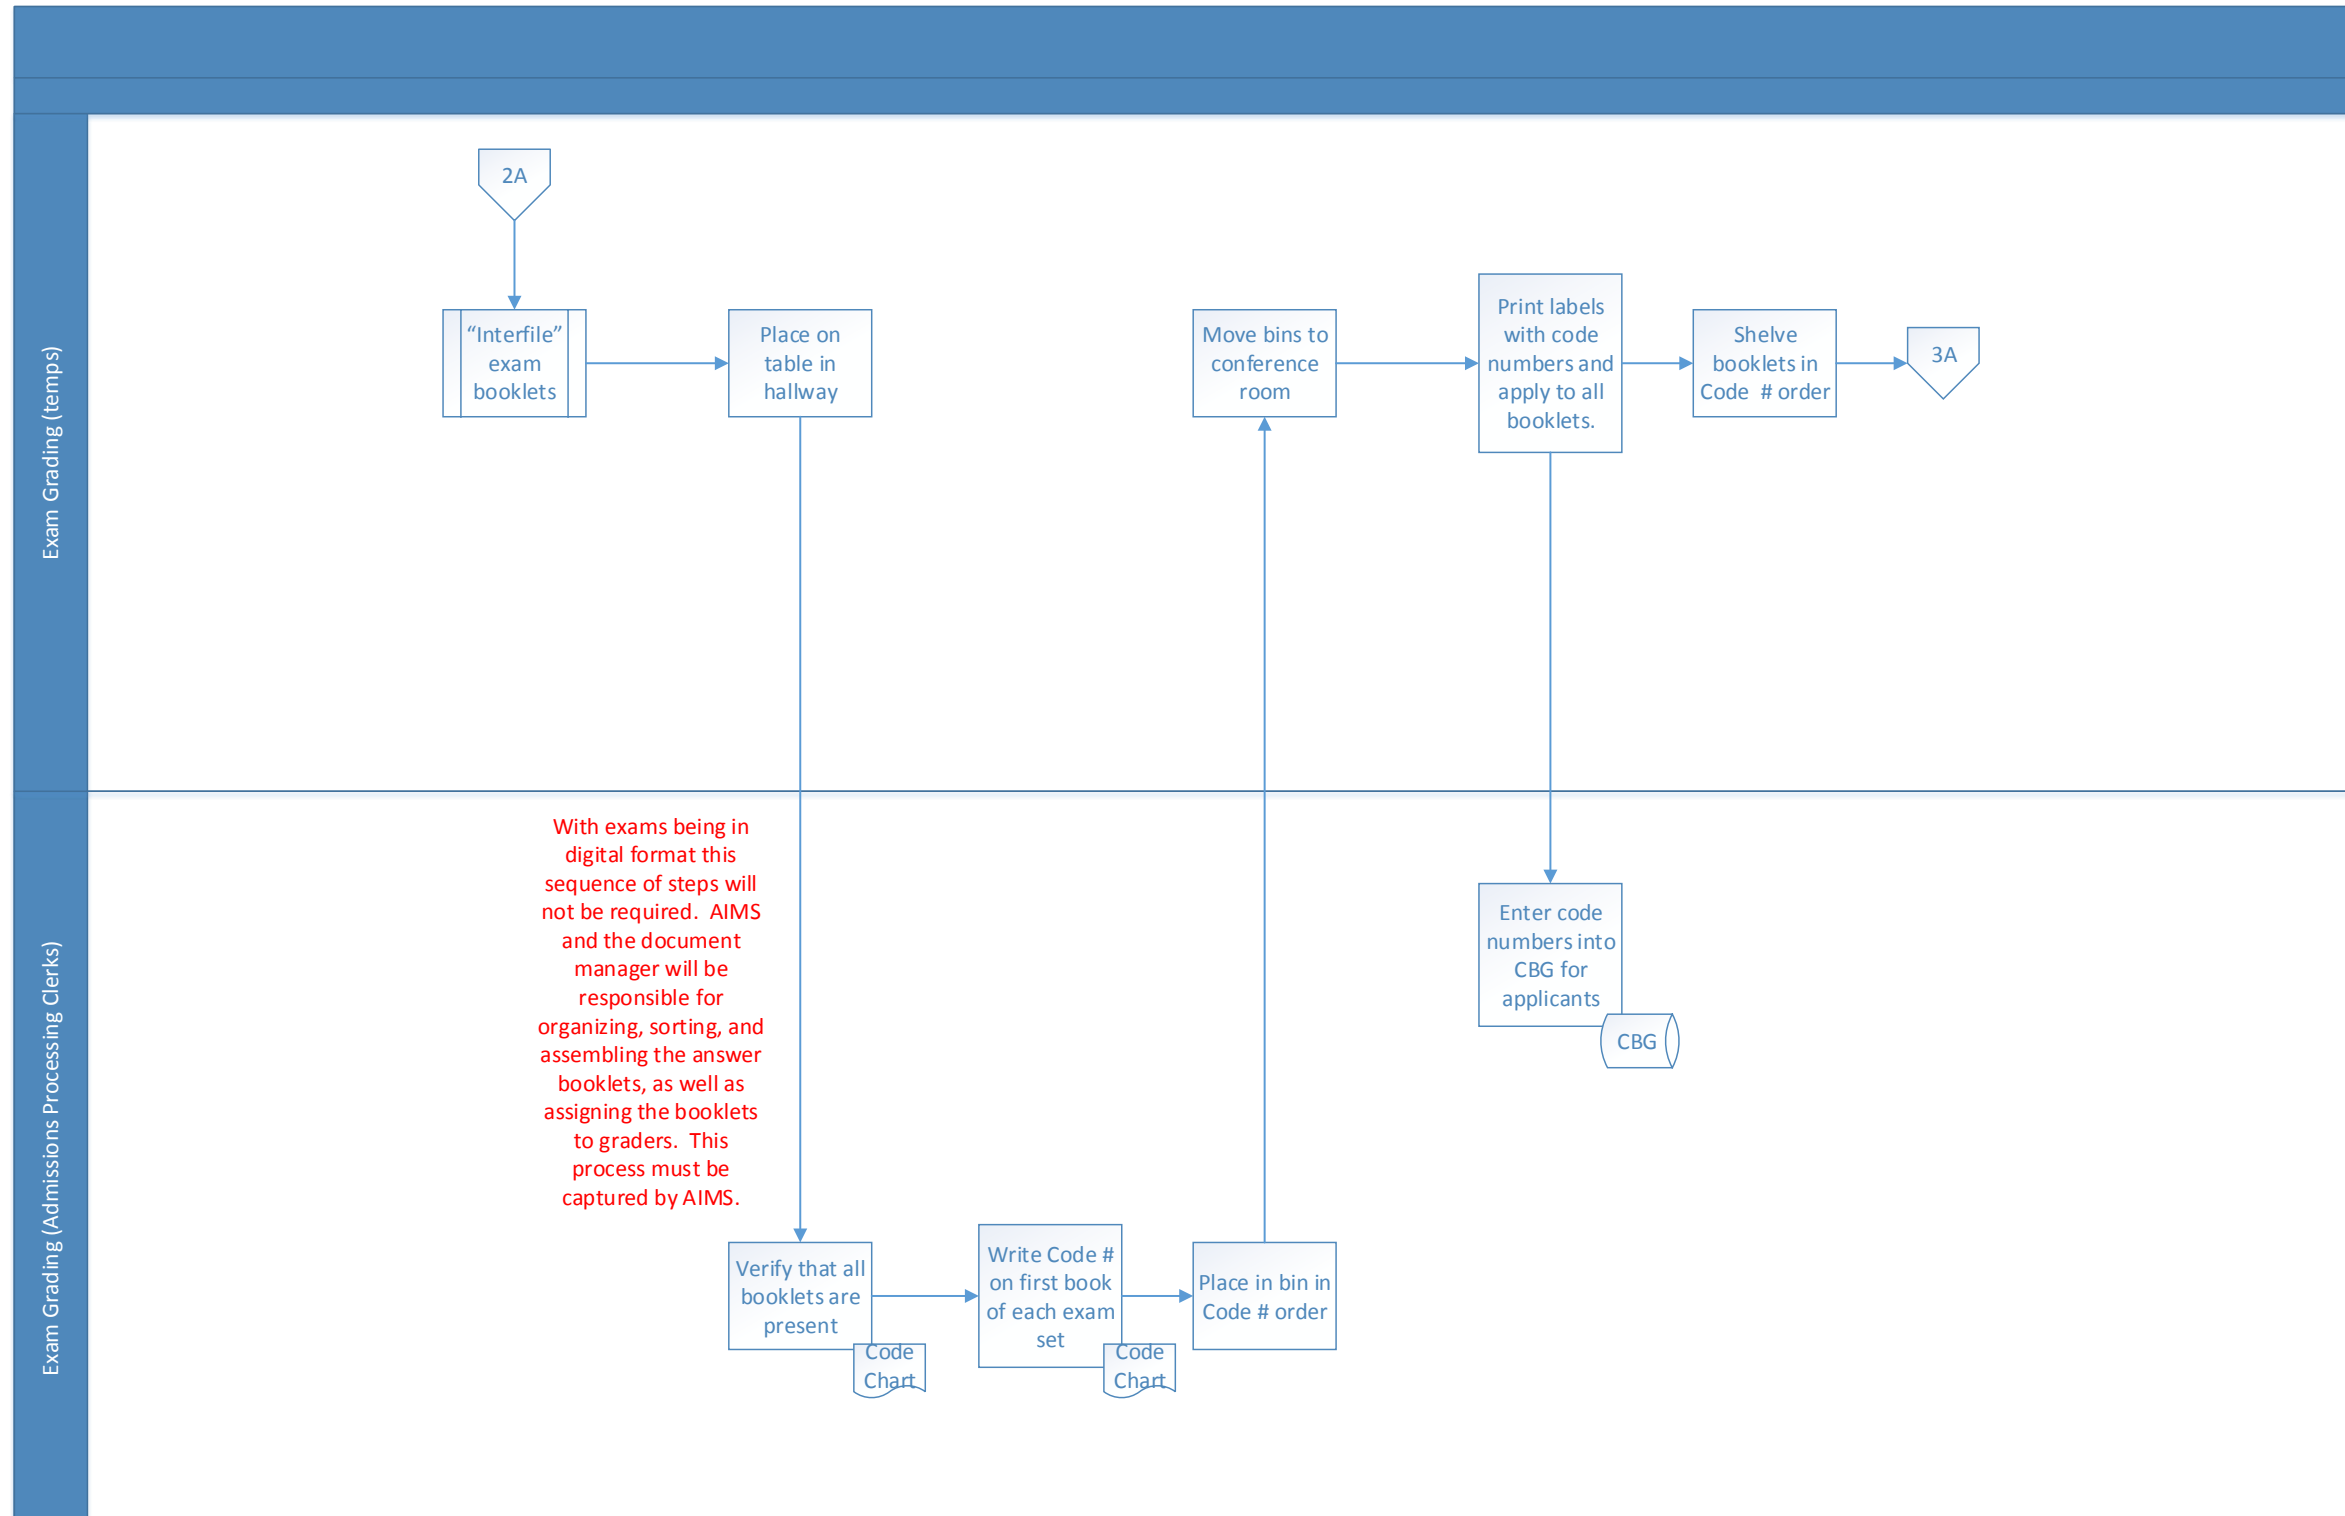 Exam Grading (temps)
2A
“Interfile”
exam
booklets
Place on
table in
hallway
Move bins to
conference
room
Print labels
with code
numbers and
apply to all
booklets.
Shelve
booklets in
Code  # order
3A
Exam Grading (Admissions Processing Clerks)
With exams being in
digital format this
sequence of steps will
not be required.  AIMS
and the document
manager will be
responsible for
organizing, sorting, and
assembling the answer
booklets, as well as
assigning the booklets
to graders.  This
process must be
captured by AIMS.
Enter code
numbers into
CBG for
applicants
CBG
Verify that all
booklets are
present
Code
Chart
Write Code #
on first book
of each exam
set
Code
Chart
Place in bin in
Code # order